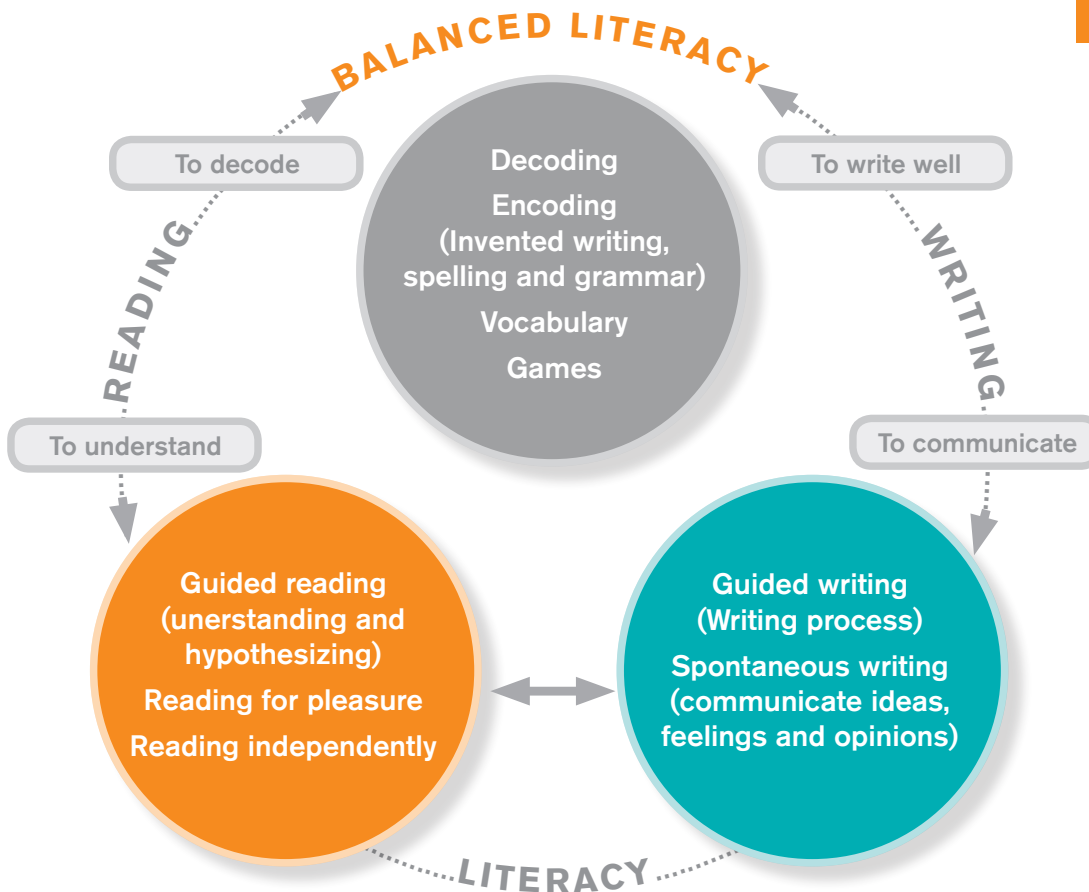 BALANCED LITERACY
To decode
To write well
READING
WRITING
Decoding
Encoding
(Invented writing,
spelling and grammar)
Vocabulary
Games
To understand
To communicate
Guided reading
(unerstanding and
hypothesizing)
Reading for pleasure
Reading independently
Guided writing
(Writing process)
Spontaneous writing
(communicate ideas,
feelings and opinions)
LITERACY